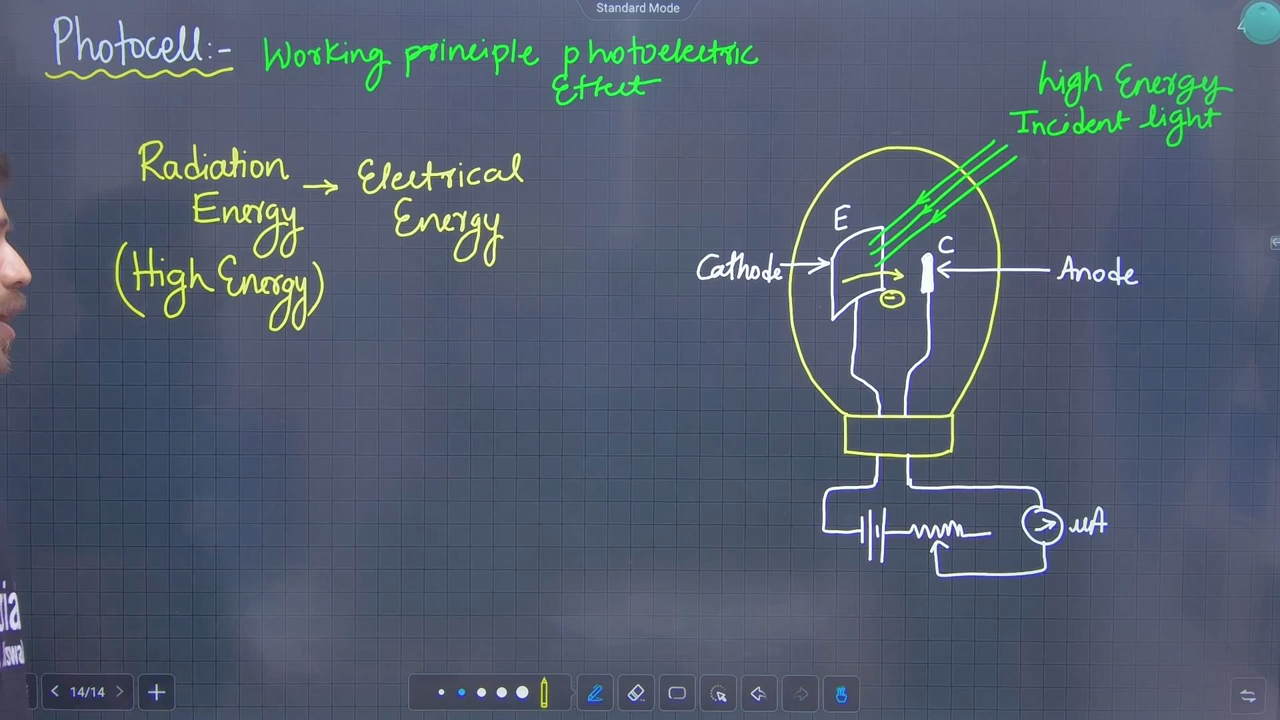 Standard Mode
Photocell:- Working principle photoelectric
Effect
high Energy
Incident light
Radiation → Electrical
Energy Energy
(High Energy)
E
C
Cathode
Anode
-
μA
14/14